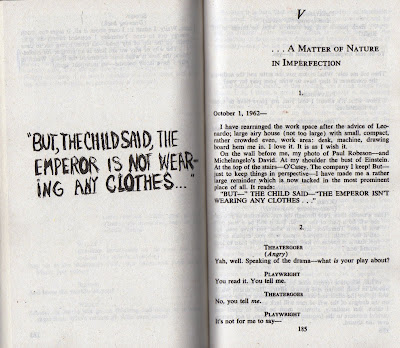 "BUT, THE CHILD SAID, THE
EMPEROR IS NOT WEAR-
ING ANY CLOTHES..."
V
. . . A MATTER OF NATURE
IN IMPERFECTION
1.
October 1, 1962—
I have rearranged the work space after the advice of Leo-
nardo; large airy house (not too large) with small, compact,
rather crowded even, work area: desk, machine, drawing
board hem me in. I love it. It is as I wish it.
On the wall before me, my photo of Paul Robeson—and
Michelangelo's David. At my shoulder the bust of Einstein.
At the top of the stairs—O'Casey. The company I keep! But—
just to keep things in perspective—I have made me a rather
large reminder which is now tacked in the most prominent
place of all. It reads:
"BUT—" THE CHILD SAID—"THE EMPEROR ISN'T
WEARING ANY CLOTHES . . ."
2.
THEATERGOER
(Angry)
Yah, well. Speaking of the drama—what is your play about?
PLAYWRIGHT
You read it. You tell me.
THEATERGOER
No, you tell me.
PLAYWRIGHT
It's not for me to say—
185